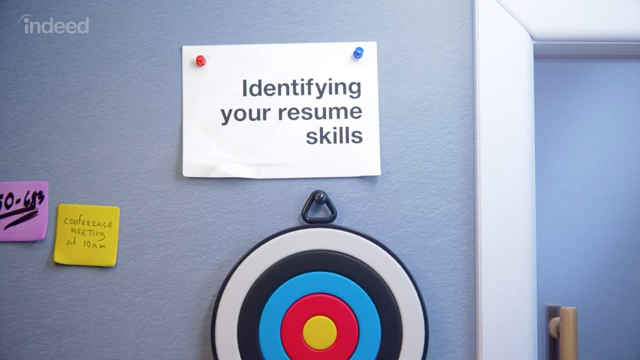 indeed
Identifying
your resume
skills
conference
MEETING
at 10am